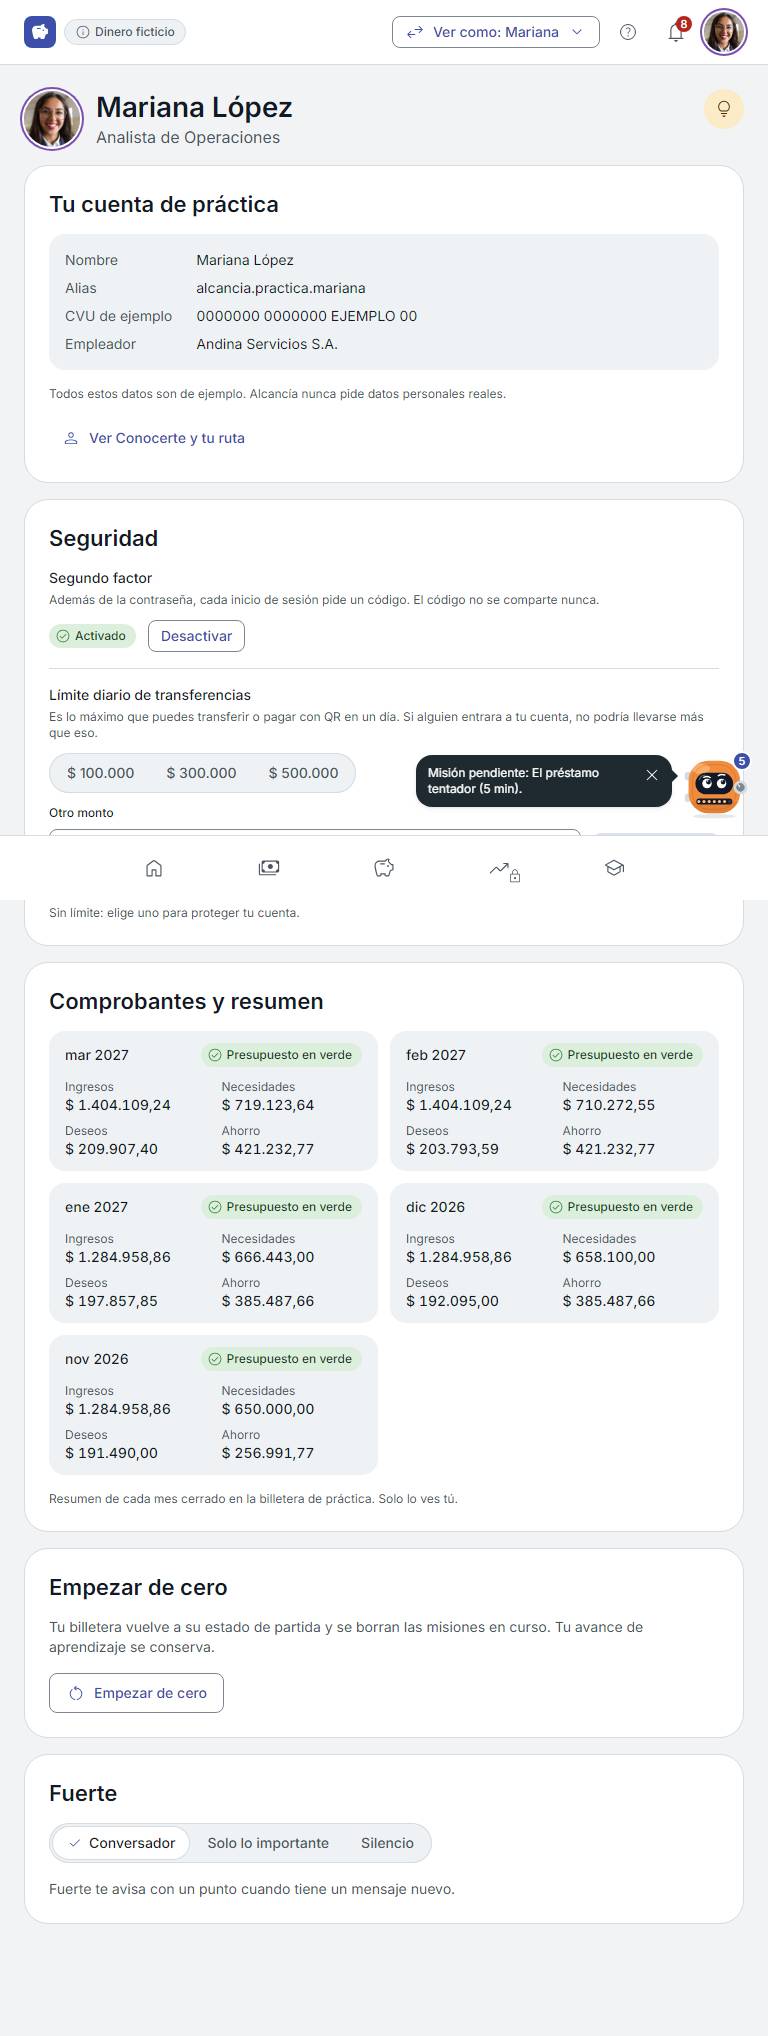 Dinero ficticio
Ver como: Mariana
8
Mariana López
Analista de Operaciones
Tu cuenta de práctica
Nombre Mariana López
Alias alcancia.practica.mariana
CVU de ejemplo 0000000 0000000 EJEMPLO 00
Empleador Andina Servicios S.A.
Todos estos datos son de ejemplo. Alcancía nunca pide datos personales reales.
Ver Conocerte y tu ruta
Seguridad
Segundo factor
Además de la contraseña, cada inicio de sesión pide un código. El código no se comparte nunca.
Activado Desactivar
Límite diario de transferencias
Es lo máximo que puedes transferir o pagar con QR en un día. Si alguien entrara a tu cuenta, no podría llevarse más
que eso.
$ 100.000 $ 300.000 $ 500.000
Misión pendiente: El préstamo
tentador (5 min).
5
Otro monto
Sin límite: elige uno para proteger tu cuenta.
Comprobantes y resumen
mar 2027 Presupuesto en verde
Ingresos Necesidades
$ 1.404.109,24 $ 719.123,64
Deseos Ahorro
$ 209.907,40 $ 421.232,77
feb 2027 Presupuesto en verde
Ingresos Necesidades
$ 1.404.109,24 $ 710.272,55
Deseos Ahorro
$ 203.793,59 $ 421.232,77
ene 2027 Presupuesto en verde
Ingresos Necesidades
$ 1.284.958,86 $ 666.443,00
Deseos Ahorro
$ 197.857,85 $ 385.487,66
dic 2026 Presupuesto en verde
Ingresos Necesidades
$ 1.284.958,86 $ 658.100,00
Deseos Ahorro
$ 192.095,00 $ 385.487,66
nov 2026 Presupuesto en verde
Ingresos Necesidades
$ 1.284.958,86 $ 650.000,00
Deseos Ahorro
$ 191.490,00 $ 256.991,77
Resumen de cada mes cerrado en la billetera de práctica. Solo lo ves tú.
Empezar de cero
Tu billetera vuelve a su estado de partida y se borran las misiones en curso. Tu avance de
aprendizaje se conserva.
Empezar de cero
Fuerte
Conversador Solo lo importante Silencio
Fuerte te avisa con un punto cuando tiene un mensaje nuevo.